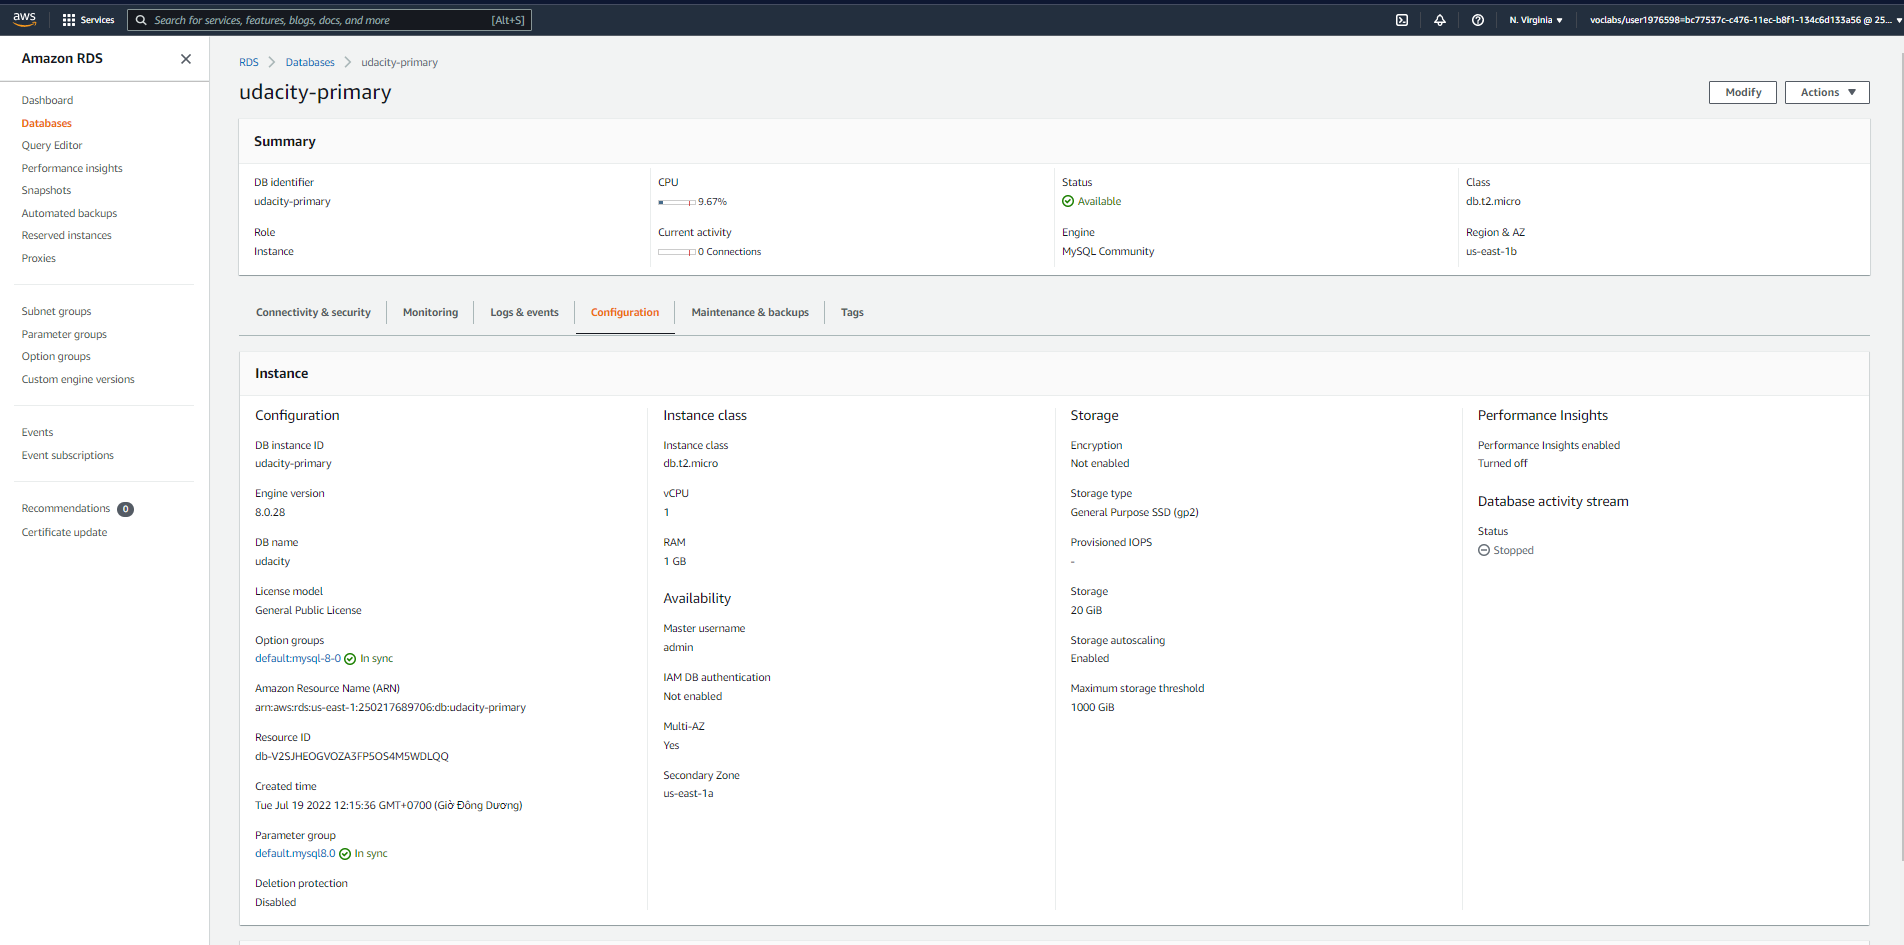 aws
Services
Search for services, features, blogs, docs, and more
[Alt+S]
N. Virginia
voclabs/user1976598=bc77537c-c476-11ec-b8f1-134c6d133a56 @ 25...
Amazon RDS
Dashboard
Databases
Query Editor
Performance insights
Snapshots
Automated backups
Reserved instances
Proxies
Subnet groups
Parameter groups
Option groups
Custom engine versions
Events
Event subscriptions
Recommendations 0
Certificate update
RDS > Databases > udacity-primary
udacity-primary
Modify
Actions
Summary
DB identifier
udacity-primary
Role
Instance
CPU
9.67%
Current activity
0 Connections
Status
Available
Engine
MySQL Community
Class
db.t2.micro
Region & AZ
us-east-1b
Connectivity & security
Monitoring
Logs & events
Configuration
Maintenance & backups
Tags
Instance
Configuration
DB instance ID
udacity-primary
Engine version
8.0.28
DB name
udacity
License model
General Public License
Option groups
default:mysql-8-0 In sync
Amazon Resource Name (ARN)
arn:aws:rds:us-east-1:250217689706:db:udacity-primary
Resource ID
db-V2SJHEOGVOZA3FP5OS4M5WDLQQ
Created time
Tue Jul 19 2022 12:15:36 GMT+0700 (Giờ Đông Dương)
Parameter group
default.mysql8.0 In sync
Deletion protection
Disabled
Instance class
Instance class
db.t2.micro
vCPU
1
RAM
1 GB
Availability
Master username
admin
IAM DB authentication
Not enabled
Multi-AZ
Yes
Secondary Zone
us-east-1a
Storage
Encryption
Not enabled
Storage type
General Purpose SSD (gp2)
Provisioned IOPS
-
Storage
20 GiB
Storage autoscaling
Enabled
Maximum storage threshold
1000 GiB
Performance Insights
Performance Insights enabled
Turned off
Database activity stream
Status
Stopped